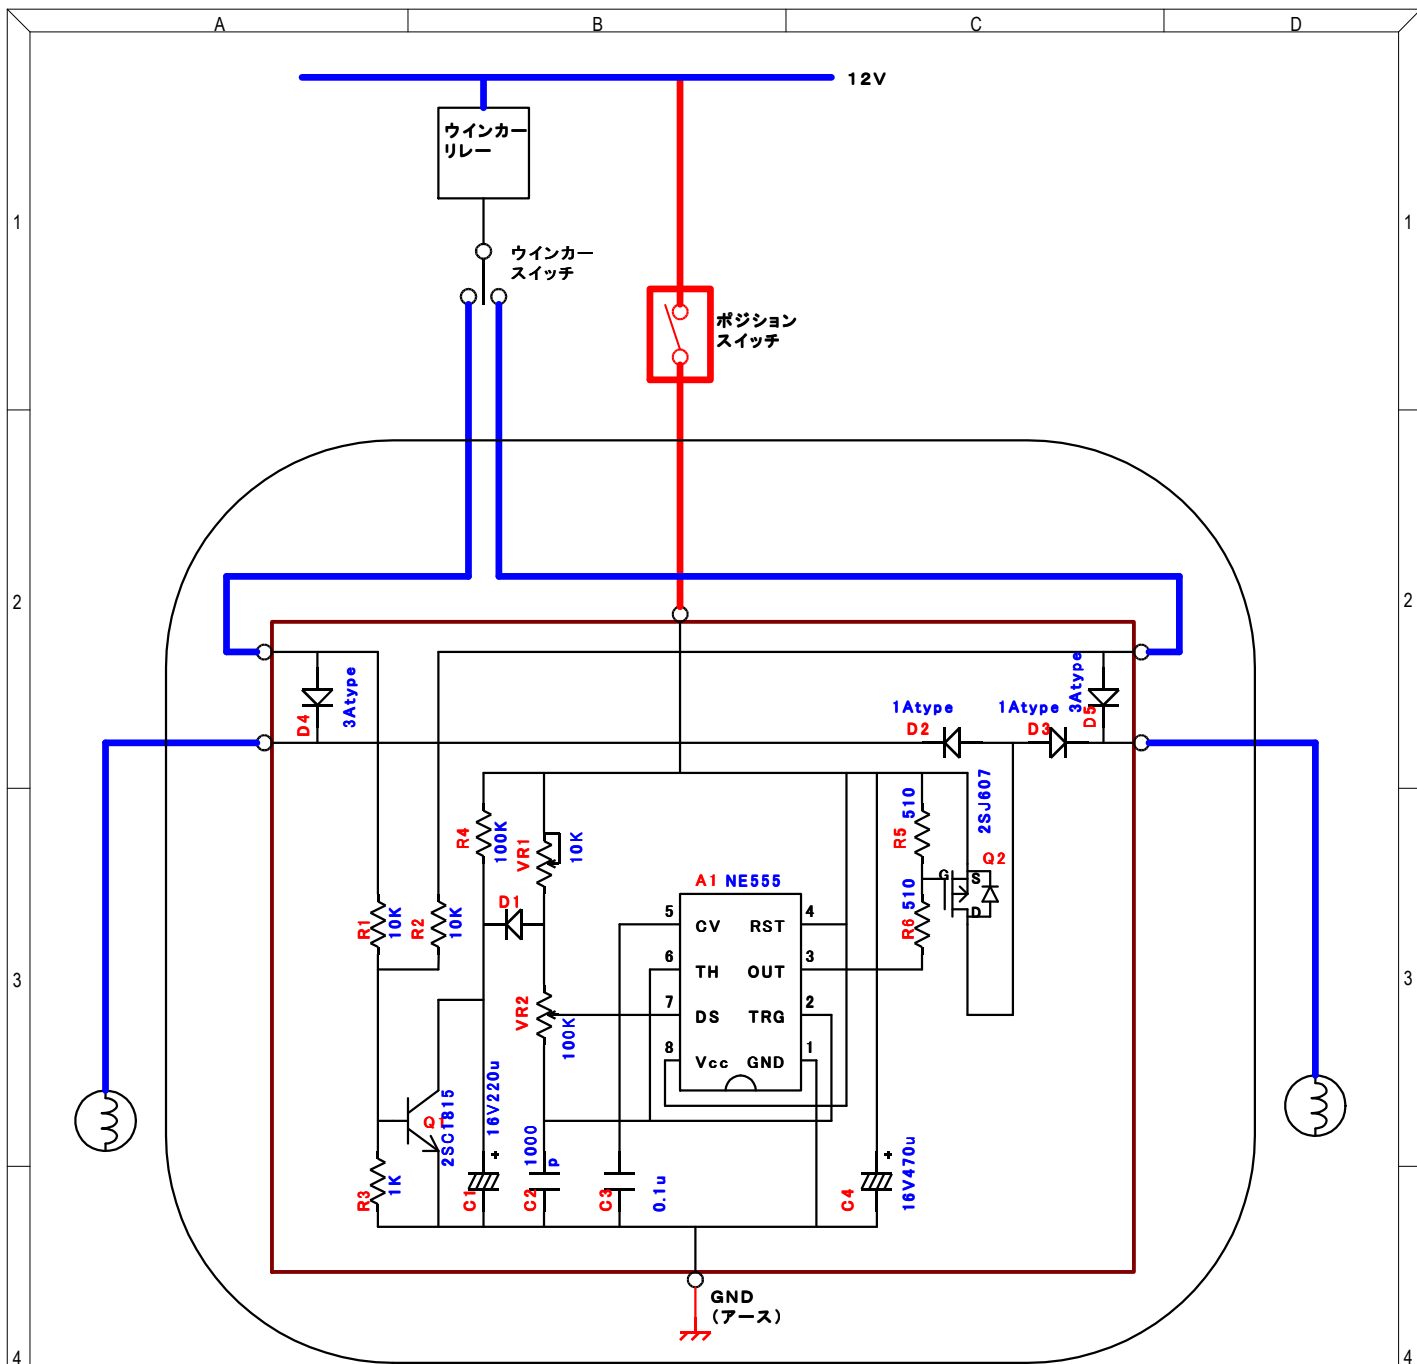 A B C D
12V
ウインカー
リレー
1 1
ウインカー
スイッチ
ポジション
スイッチ
2 2
3Atype
D4
1Atype 1Atype 3Atype
D2 D3 D5
R4 100K
VR1 10K
R5 510
2SJ607
Q2
G S
D
A1 NE555
D1
R1 10K
R2 10K
R6 510
5 CV RST 4
6 TH OUT 3
7 DS TRG 2
8 Vcc GND 1
VR2 100K
3 3
Q1
2SC1815
16V220u
+
C1
1000
p
C2
C3
0.1u
R3 1K
+
C4
16V470u
GND
(アース)
4 4